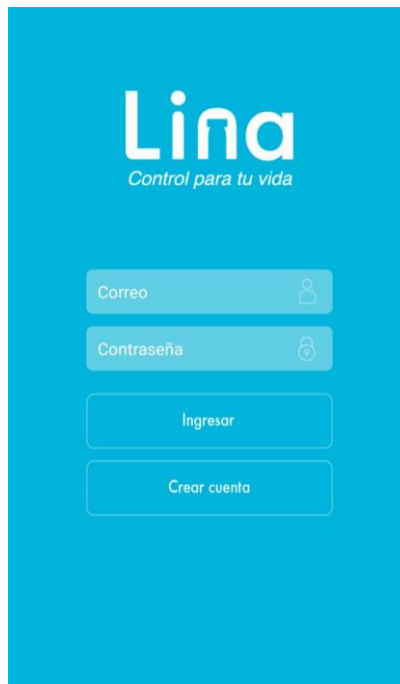 Lina
Control para tu vida
Correo
Contraseña
Ingresar
Crear cuenta